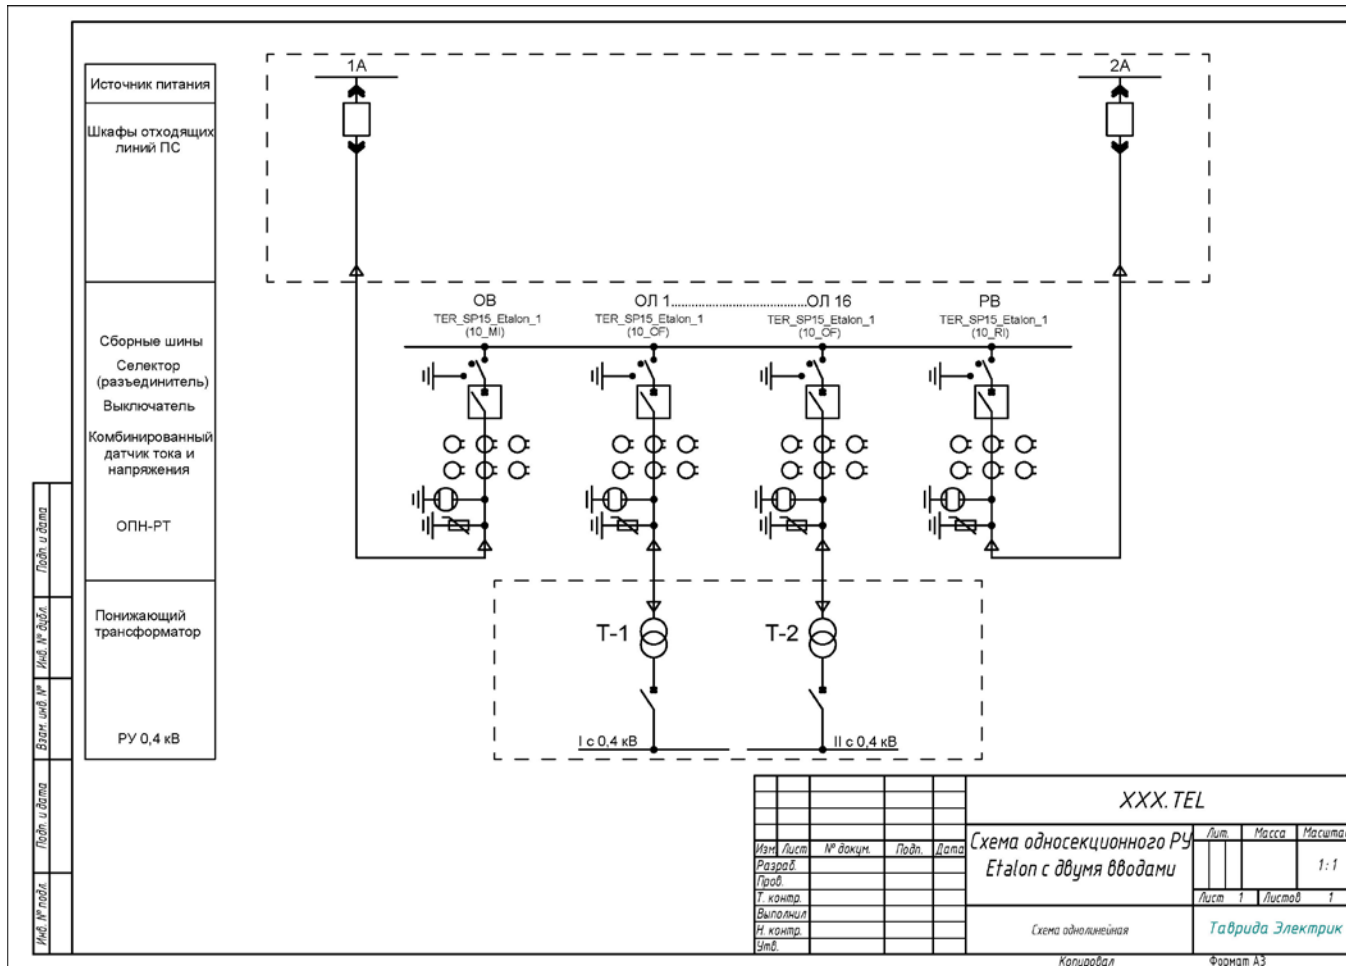 1А
2А
Источник питания
Шкафы отходящих
линий ПС
ОВ
TER_SP15_Etalon_1
(10_MI)
ОЛ 1..........................................ОЛ 16
TER_SP15_Etalon_1
(10_OF)
TER_SP15_Etalon_1
(10_OF)
РВ
TER_SP15_Etalon_1
(10_RI)
Сборные шины
Селектор
(разъединитель)
Выключатель
Комбинированный
датчик тока и
напряжения
ОПН-РТ
Понижающий
трансформатор
Т-1
Т-2
РУ 0,4 кВ
I с 0,4 кВ
II с 0,4 кВ
Подп. и дата
Инв. № дубл.
Взам. инв. №
Подп. и дата
Инв. № подл.
XXX.TEL
Изм
Лист
№ докум.
Подп.
Дата
Разраб.
Пров.
Т. контр.
Выполнил
Н. контр.
Утв.
Схема односекционного РУ
Etalon с двумя вводами
Лит.
Масса
Масштаб
1:1
Лист 1
Листов 1
Схема однолинейная
Таврида Электрик
Копировал
Формат А3